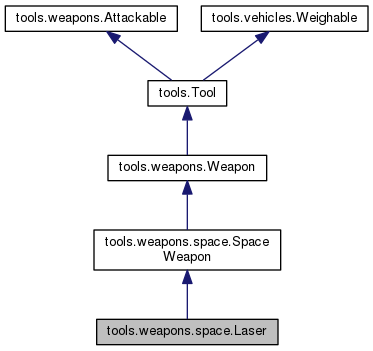 tools.weapons.Attackable
tools.vehicles.Weighable
tools.Tool
tools.weapons.Weapon
tools.weapons.space.Space
Weapon
tools.weapons.space.Laser